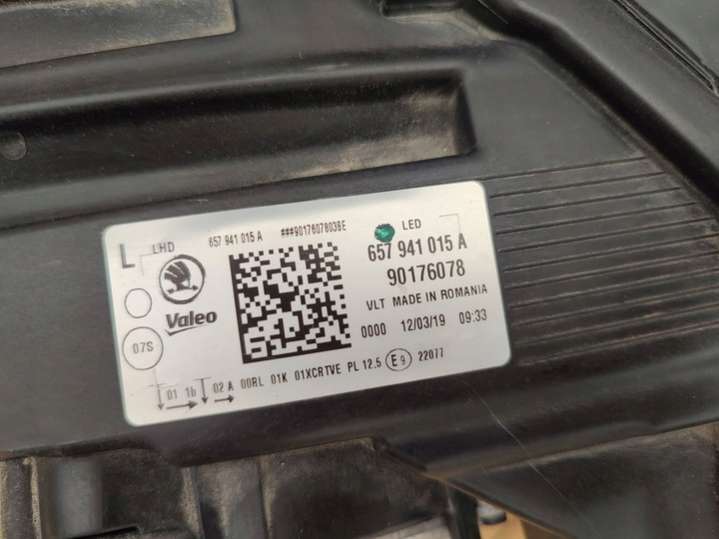 L LHD 657 941 015 A ###90176078038E LED
657 941 015 A
90176078
Valeo
VLT MADE IN ROMANIA
07S
0000 12/03/19 09:33
01 1b 02 A 00RL 01K 01XCRTVE PL 12.5 E9 22077